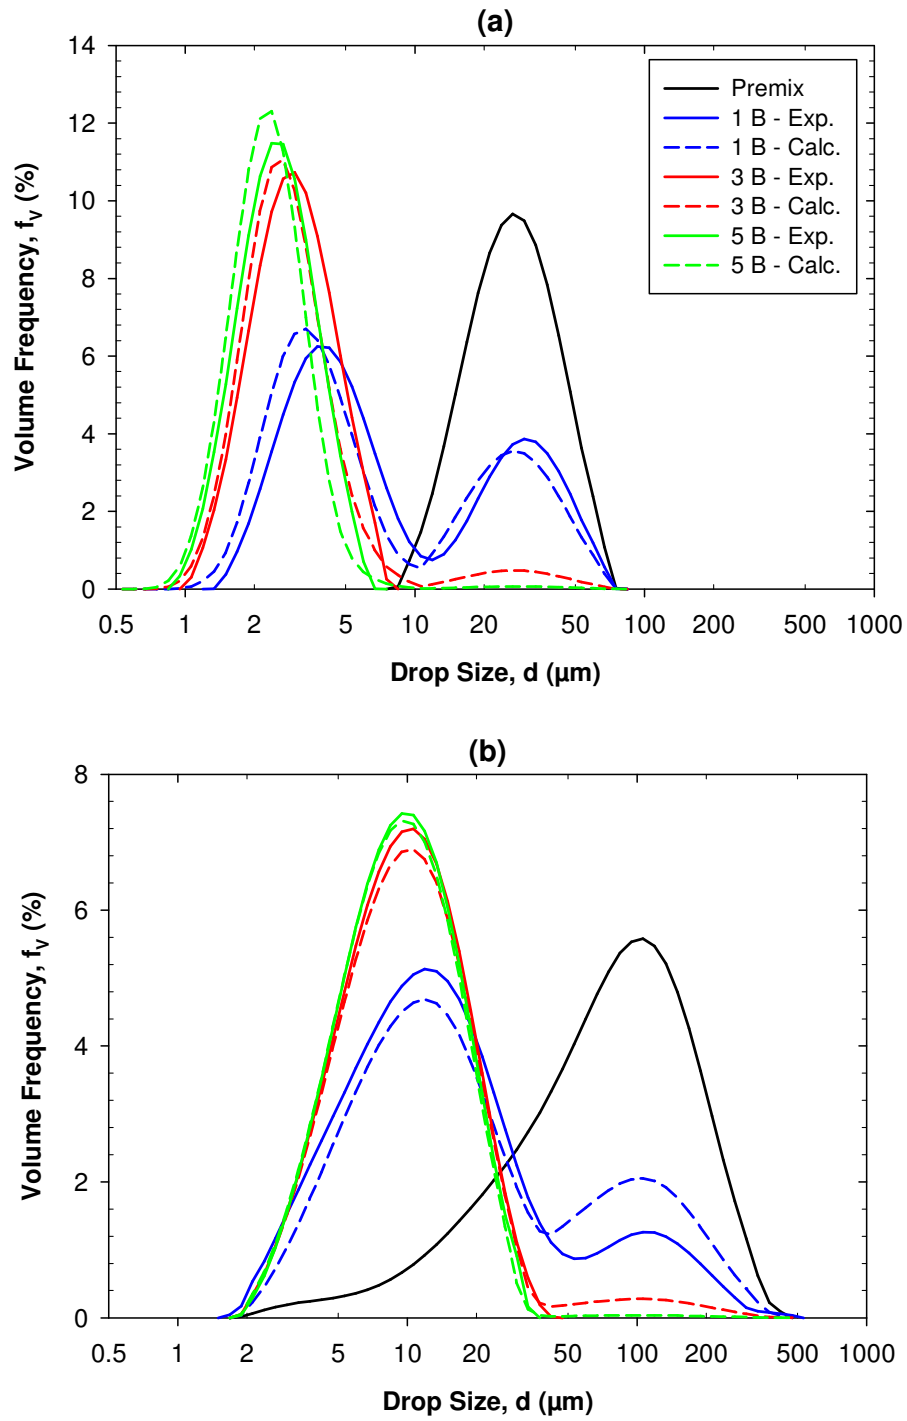 (a)
14
12
10
8
6
4
2
0
Volume Frequency, fV (%)
Premix
1 B - Exp.
1 B - Calc.
3 B - Exp.
3 B - Calc.
5 B - Exp.
5 B - Calc.
0.5 1 2 5 10 20 50 100 200 500 1000
Drop Size, d (µm)
(b)
8
6
4
2
0
Volume Frequency, fV (%)
0.5 1 2 5 10 20 50 100 200 500 1000
Drop Size, d (µm)